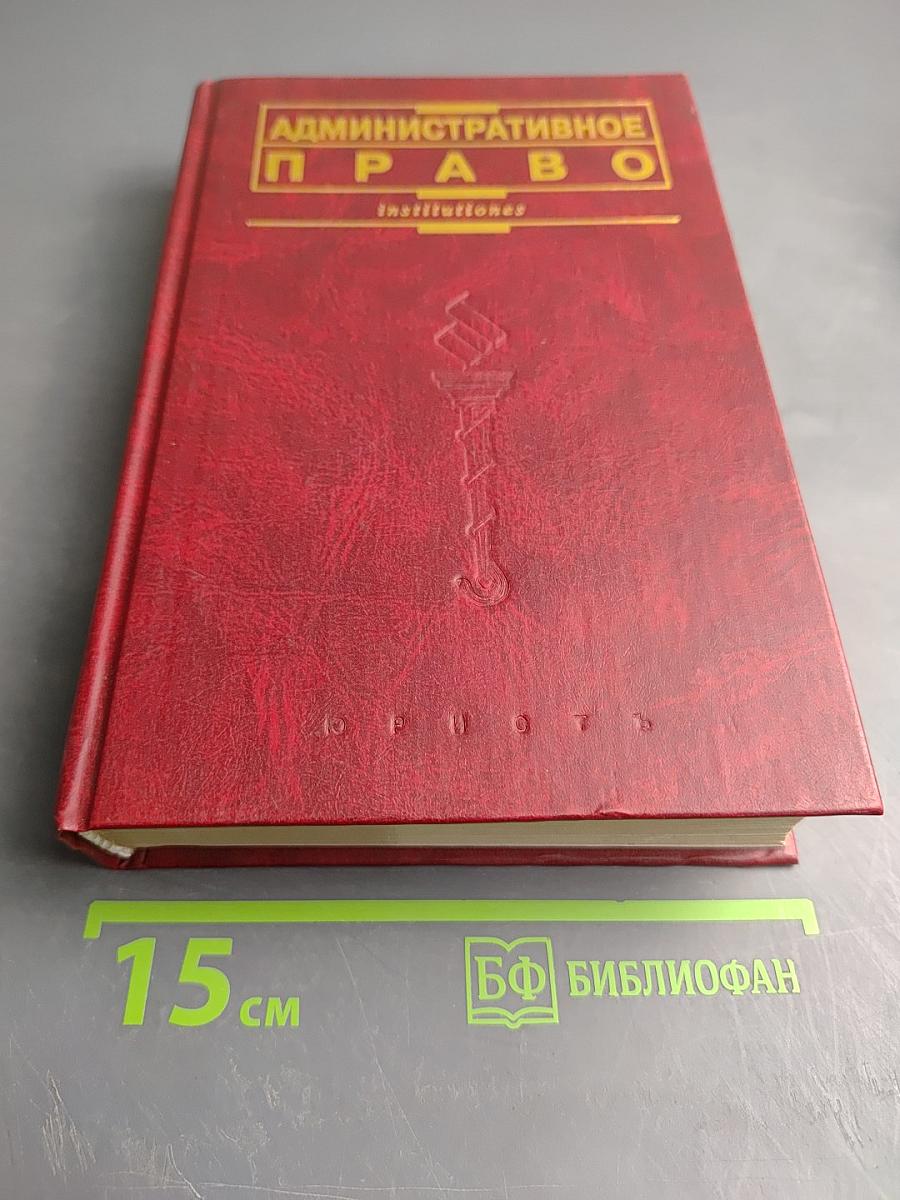 АДМИНИСТРАТИВНОЕ
ПРАВО
institutiones
ЮРИСТЪ
15 см
БФ БИБЛИОФАН